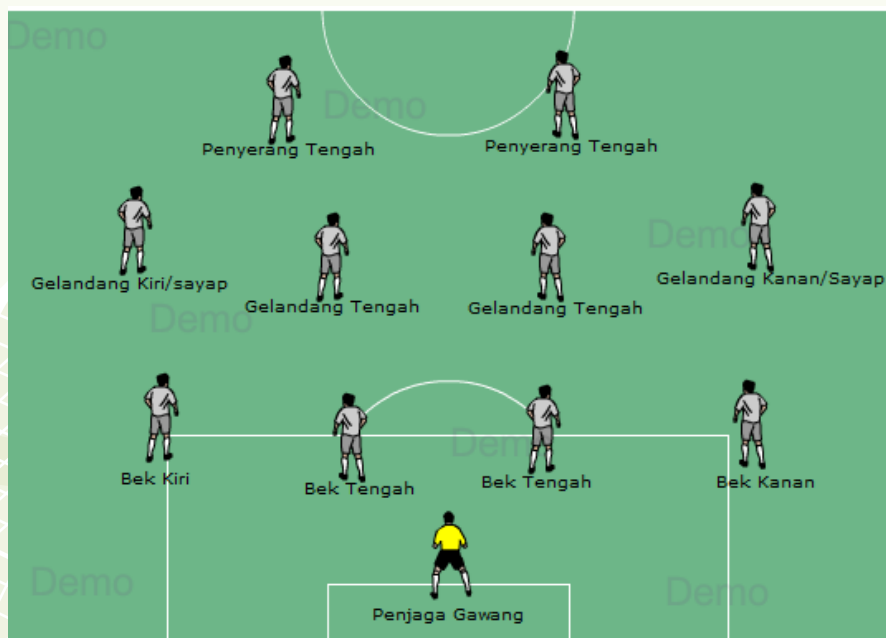 Demo
Demo
Penyerang Tengah
Penyerang Tengah
Demo
Gelandang Kiri/sayap
Gelandang Tengah
Gelandang Tengah
Gelandang Kanan/Sayap
Demo
Demo
Bek Kiri
Bek Tengah
Bek Tengah
Bek Kanan
Demo
Demo
Penjaga Gawang